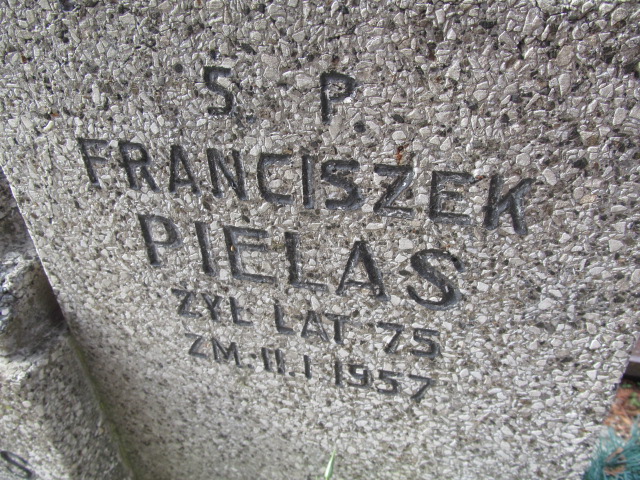 Ś. P
FRANCISZEK
PIELAS
ŻYŁ LAT. 75.
ZM. 11. I 1957